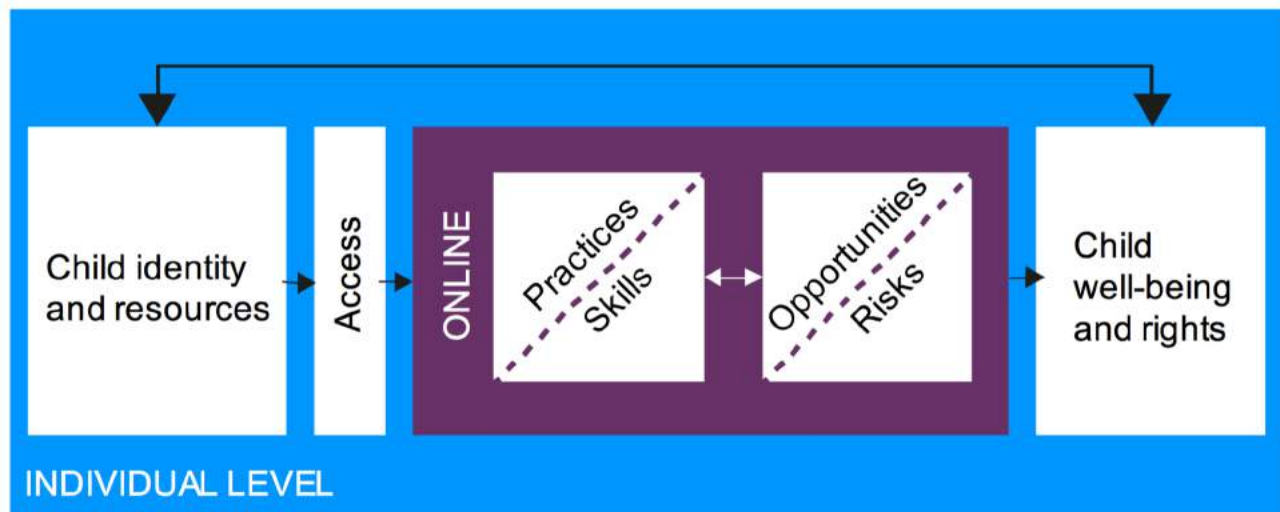 Child identity
and resources
Access
ONLINE
Practices
Skills
Opportunities
Risks
Child
well-being
and rights
INDIVIDUAL LEVEL